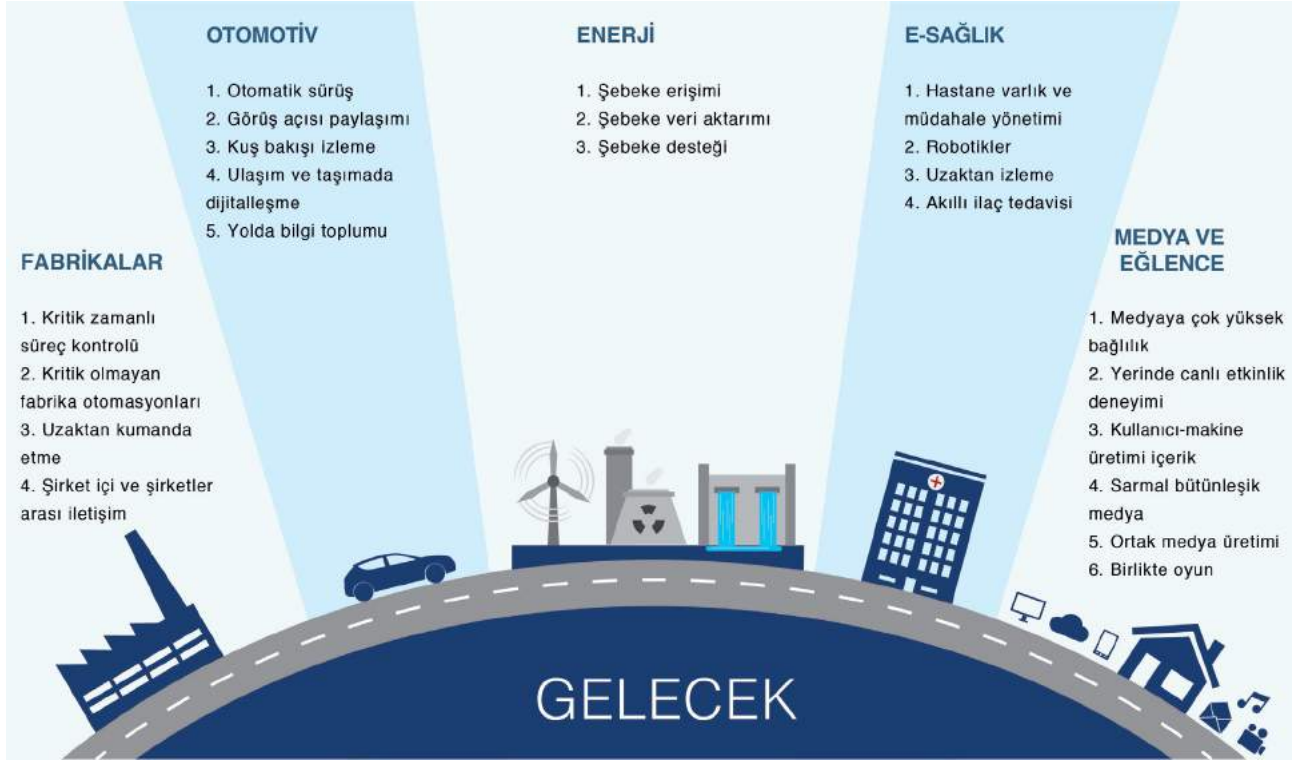 OTOMOTİV
1. Otomatik sürüş
2. Görüş açısı paylaşımı
3. Kuş bakışı izleme
4. Ulaşım ve taşımada
dijitalleşme
5. Yolda bilgi toplumu
ENERJİ
1. Şebeke erişimi
2. Şebeke veri aktarımı
3. Şebeke desteği
E-SAĞLIK
1. Hastane varlık ve
müdahale yönetimi
2. Robotikler
3. Uzaktan izleme
4. Akıllı ilaç tedavisi
FABRİKALAR
1. Kritik zamanlı
süreç kontrolü
2. Kritik olmayan
fabrika otomasyonları
3. Uzaktan kumanda
etme
4. Şirket içi ve şirketler
arası iletişim
MEDYA VE
EĞLENCE
1. Medyaya çok yüksek
bağlılık
2. Yerinde canlı etkinlik
deneyimi
3. Kullanıcı-makine
üretimi içerik
4. Sarmal bütünleşik
medya
5. Ortak medya üretimi
6. Birlikte oyun
GELECEK